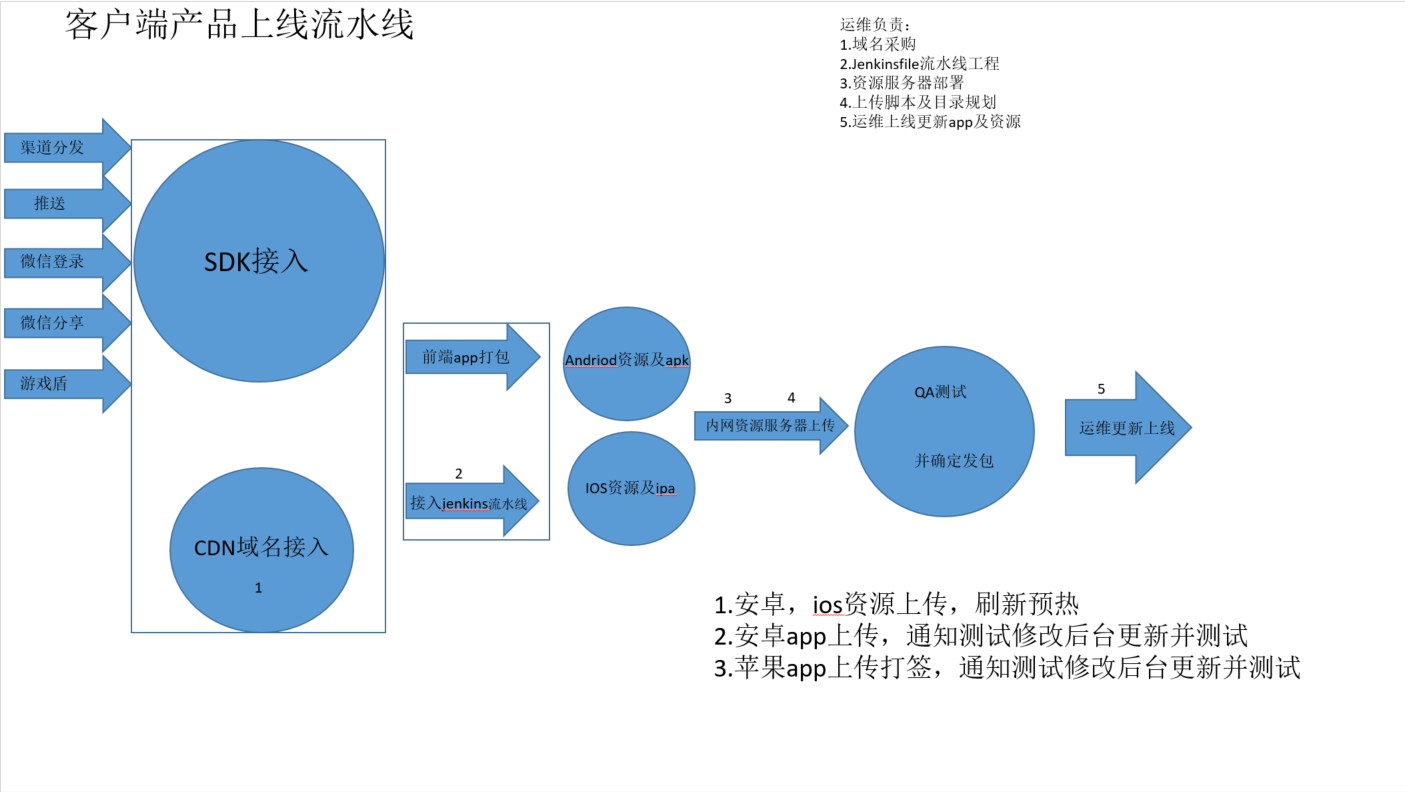 客户端产品上线流水线
运维负责：
1.域名采购
2.Jenkinsfile流水线工程
3.资源服务器部署
4.上传脚本及目录规划
5.运维上线更新app及资源
渠道分发
推送
微信登录
微信分享
游戏盾
SDK接入
CDN域名接入
1
前端app打包
2
接入jenkins流水线
Andriod资源及apk
IOS资源及ipa
3 4
内网资源服务器上传
QA测试
并确定发包
5
运维更新上线
1.安卓，ios资源上传，刷新预热
2.安卓app上传，通知测试修改后台更新并测试
3.苹果app上传打签，通知测试修改后台更新并测试